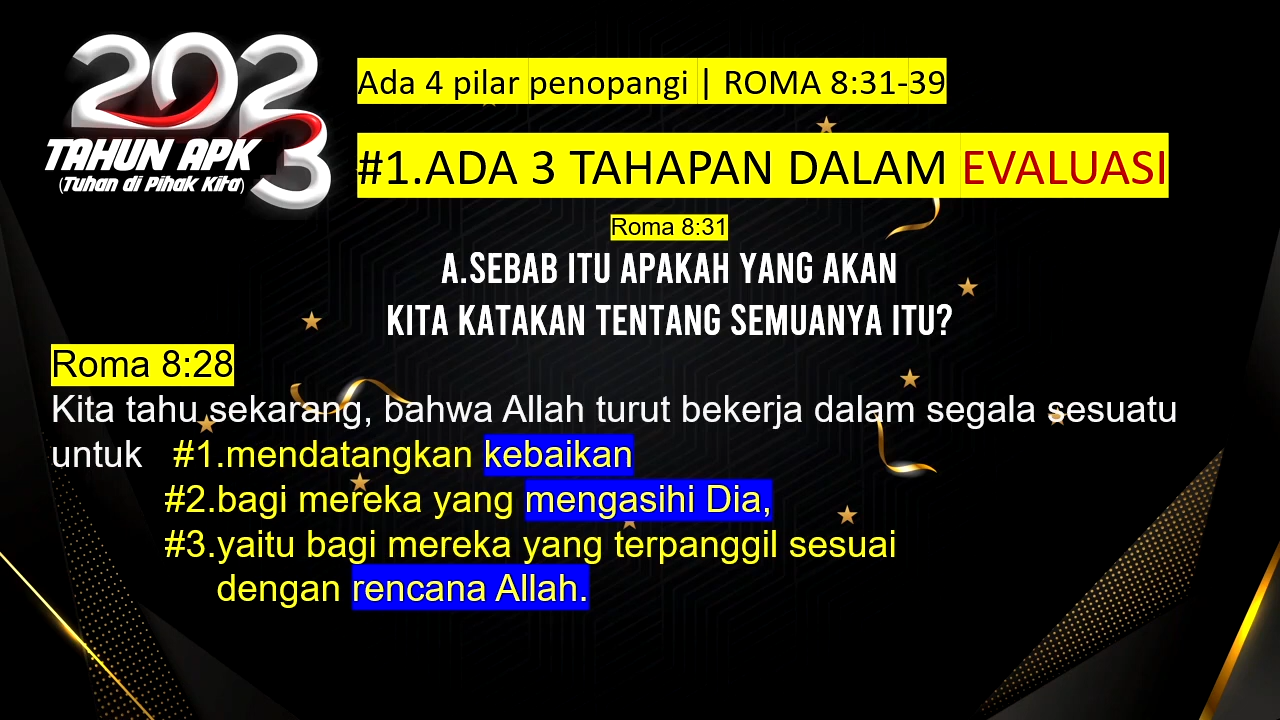 2023
TAHUN APK
(Tuhan di Pihak Kita)
Ada 4 pilar penopangi | ROMA 8:31-39
#1.ADA 3 TAHAPAN DALAM EVALUASI
Roma 8:31
A.SEBAB ITU APAKAH YANG AKAN
KITA KATAKAN TENTANG SEMUANYA ITU?
Roma 8:28
Kita tahu sekarang, bahwa Allah turut bekerja dalam segala sesuatu
untuk #1.mendatangkan kebaikan
#2.bagi mereka yang mengasihi Dia,
#3.yaitu bagi mereka yang terpanggil sesuai
dengan rencana Allah.